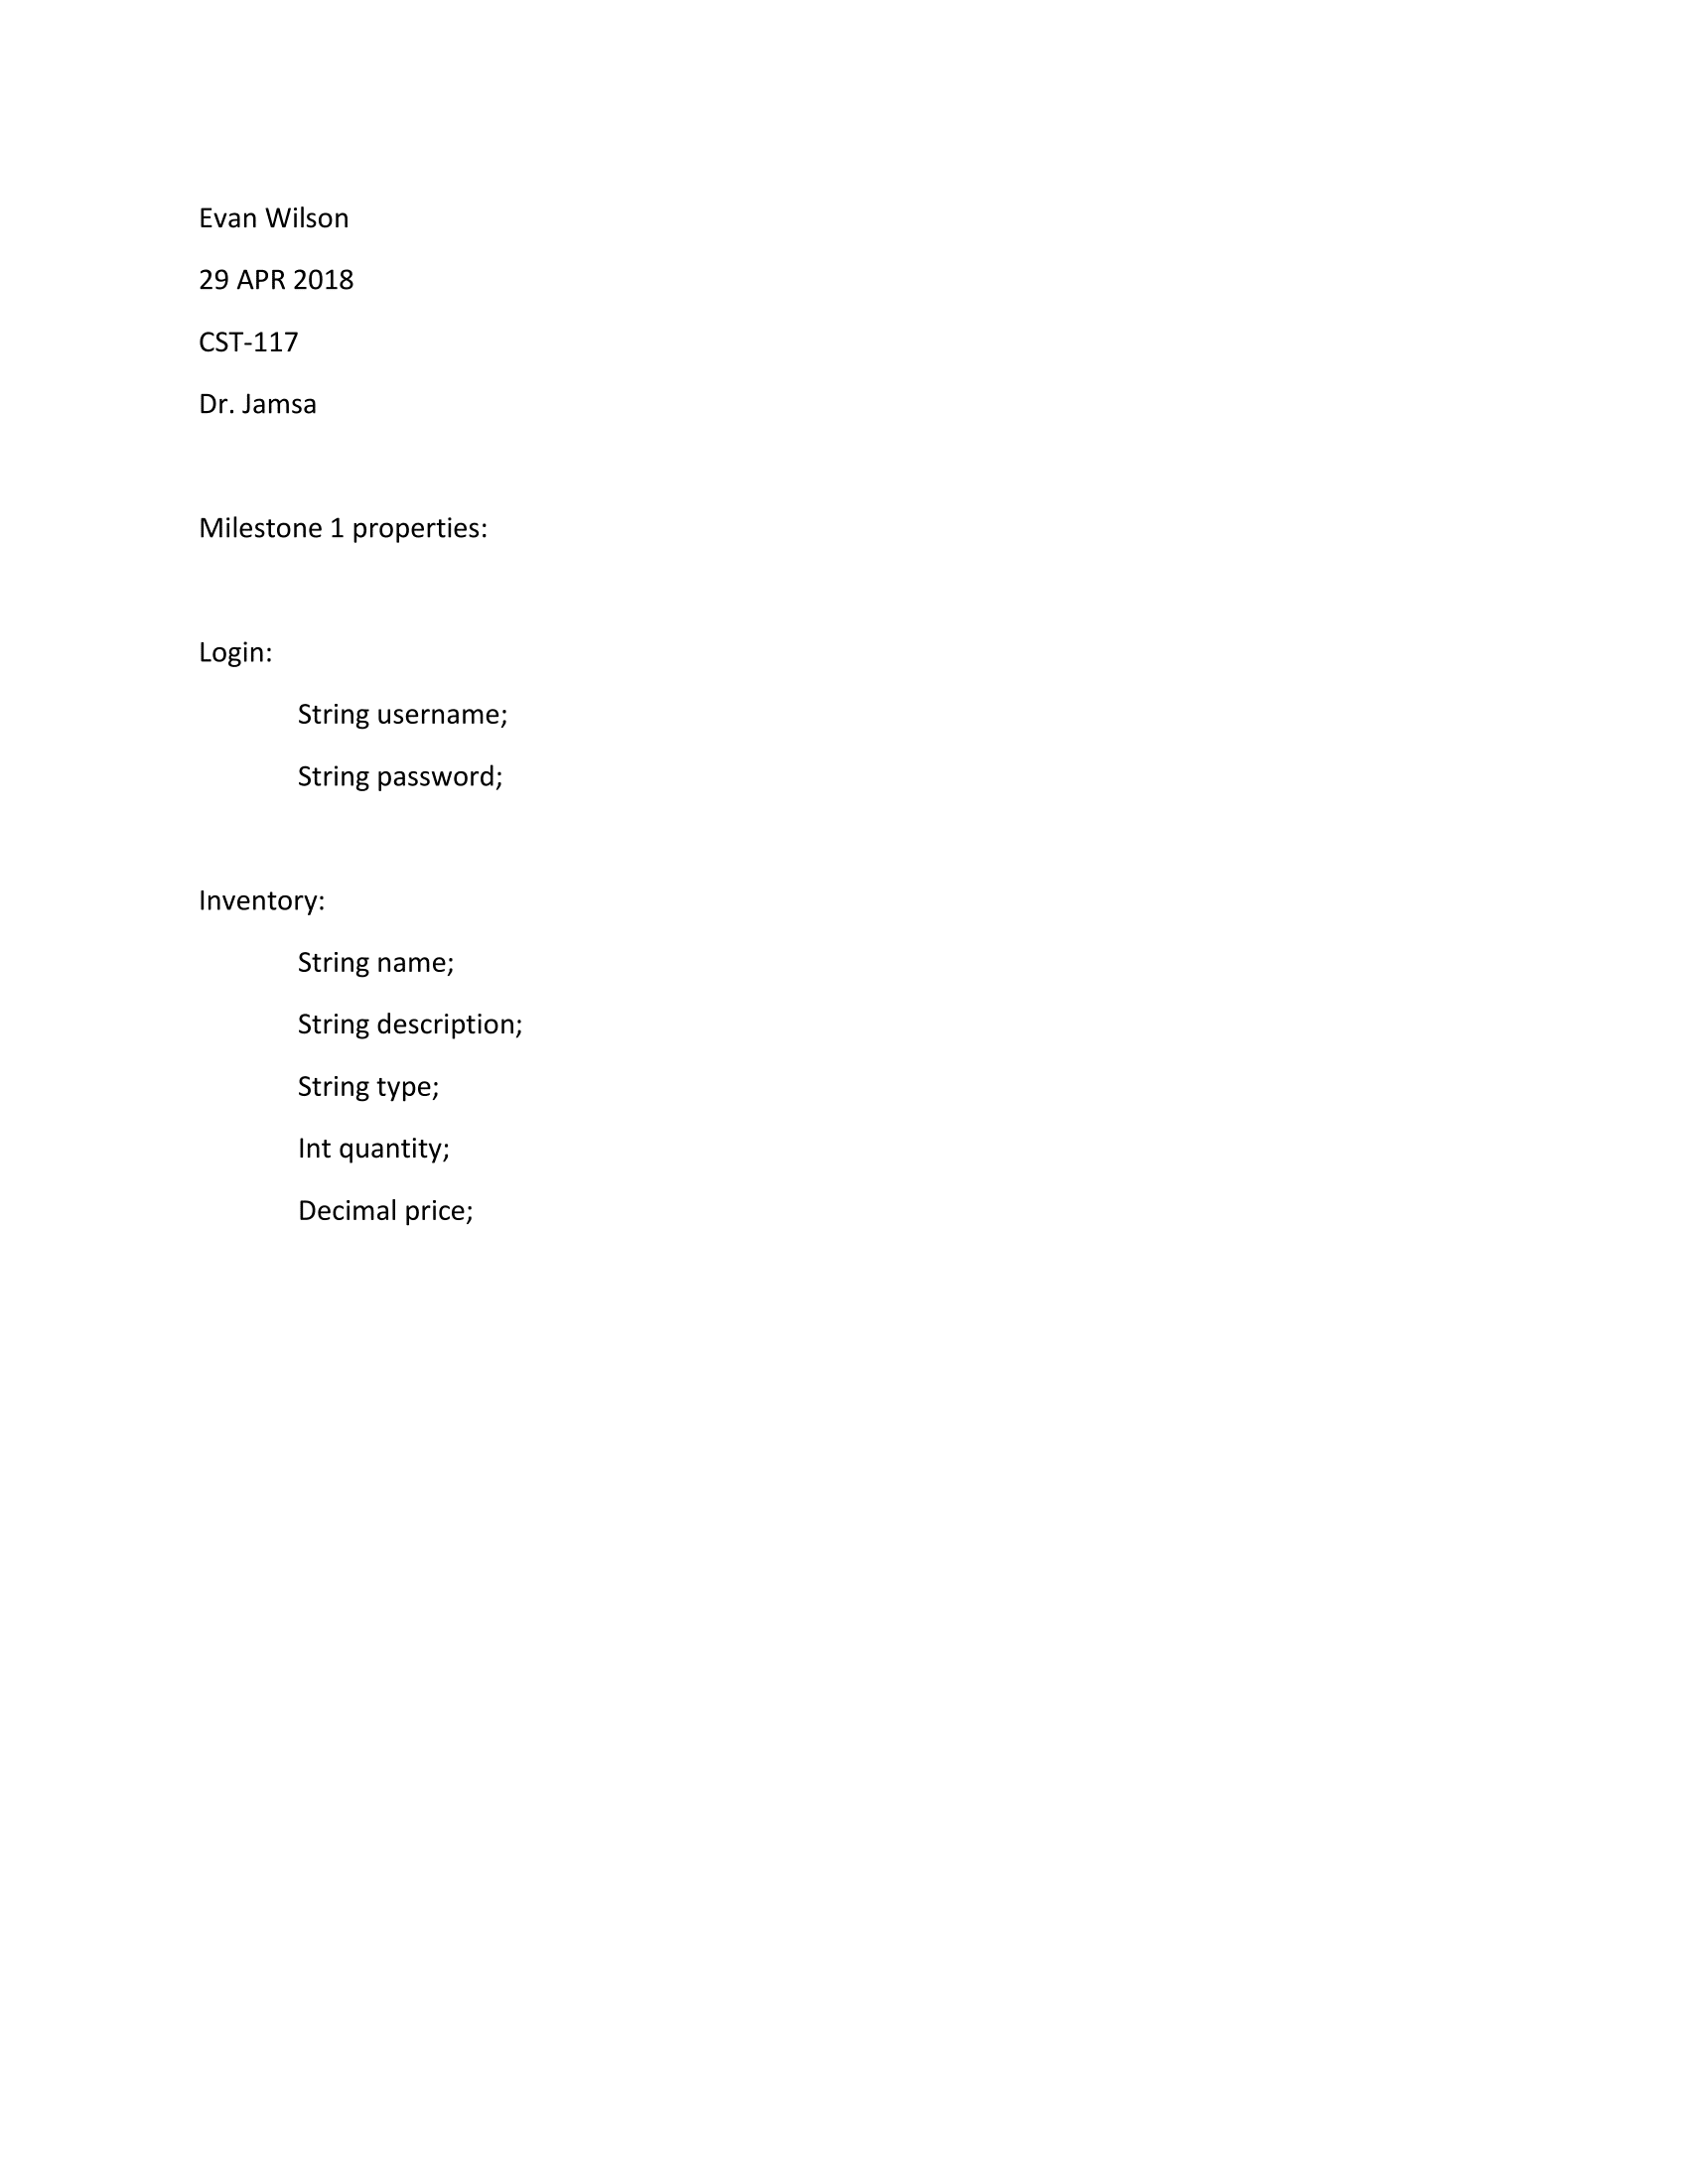 Evan Wilson
29 APR 2018
CST-117
Dr. Jamsa
Milestone 1 properties:
Login:
String username;
String password;
Inventory:
String name;
String description;
String type;
Int quantity;
Decimal price;